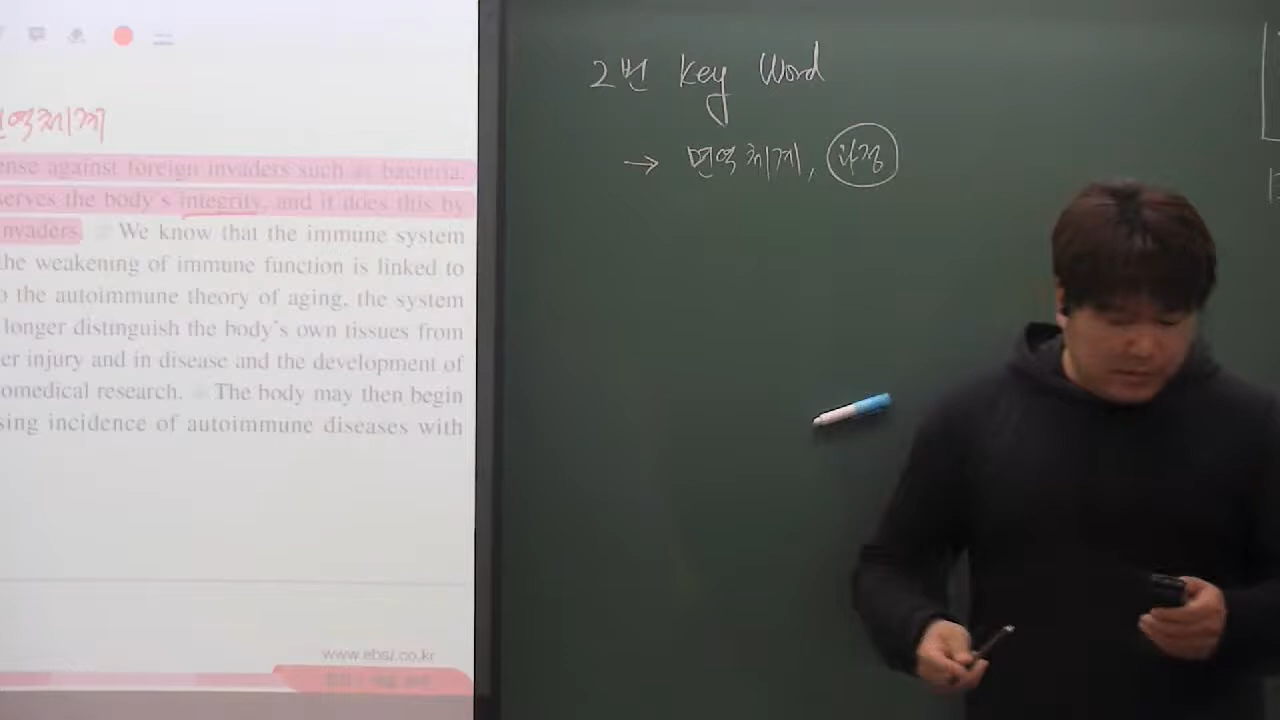 면역체계
ense against foreign invaders such as bacteria.
serves the body's integrity, and it does this by
nvaders. We know that the immune system
the weakening of immune function is linked to
o the autoimmune theory of aging, the system
longer distinguish the body's own tissues from
er injury and in disease and the development of
omedical research. The body may then begin
sing incidence of autoimmune diseases with
www.ebsi.co.kr
2번 Key Word
→ 면역체계, 과정